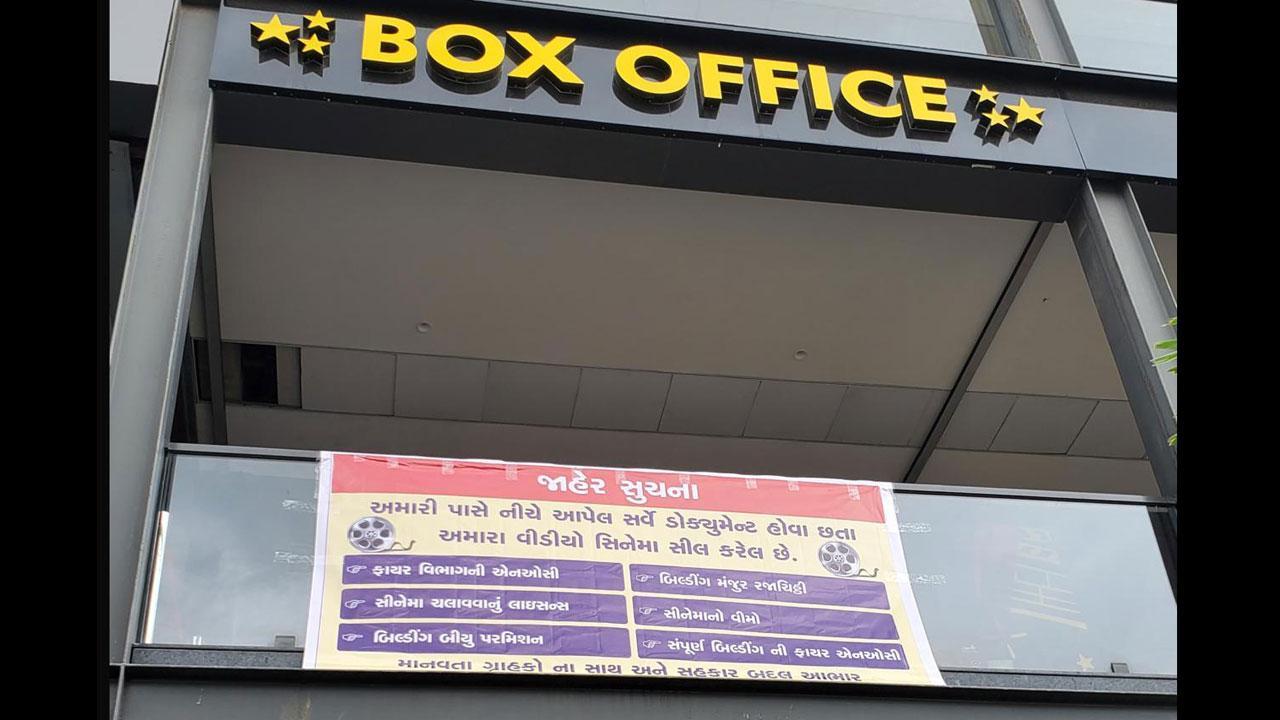 BOX OFFICE
જાહેર સુચના
અમારી પાસે નીચે આપેલ સર્વે ડોક્યુમેન્ટ હોવા છતા
અમારા વીડીયો સિનેમા સીલ કરેલ છે.
ફાયર વિભાગની એનઓસી
બિલ્ડીંગ મંજુર રજાચિઠ્ઠી
સીનેમા ચલાવવાનું લાઇસન્સ
સીનેમાનો વીમો
બિલ્ડીંગ બીયુ પરમિશન
સંપૂર્ણ બિલ્ડીંગ ની ફાયર એનઓસી
માનવતા ગ્રાહકો ના સાથ અને સહકાર બદલ આભાર